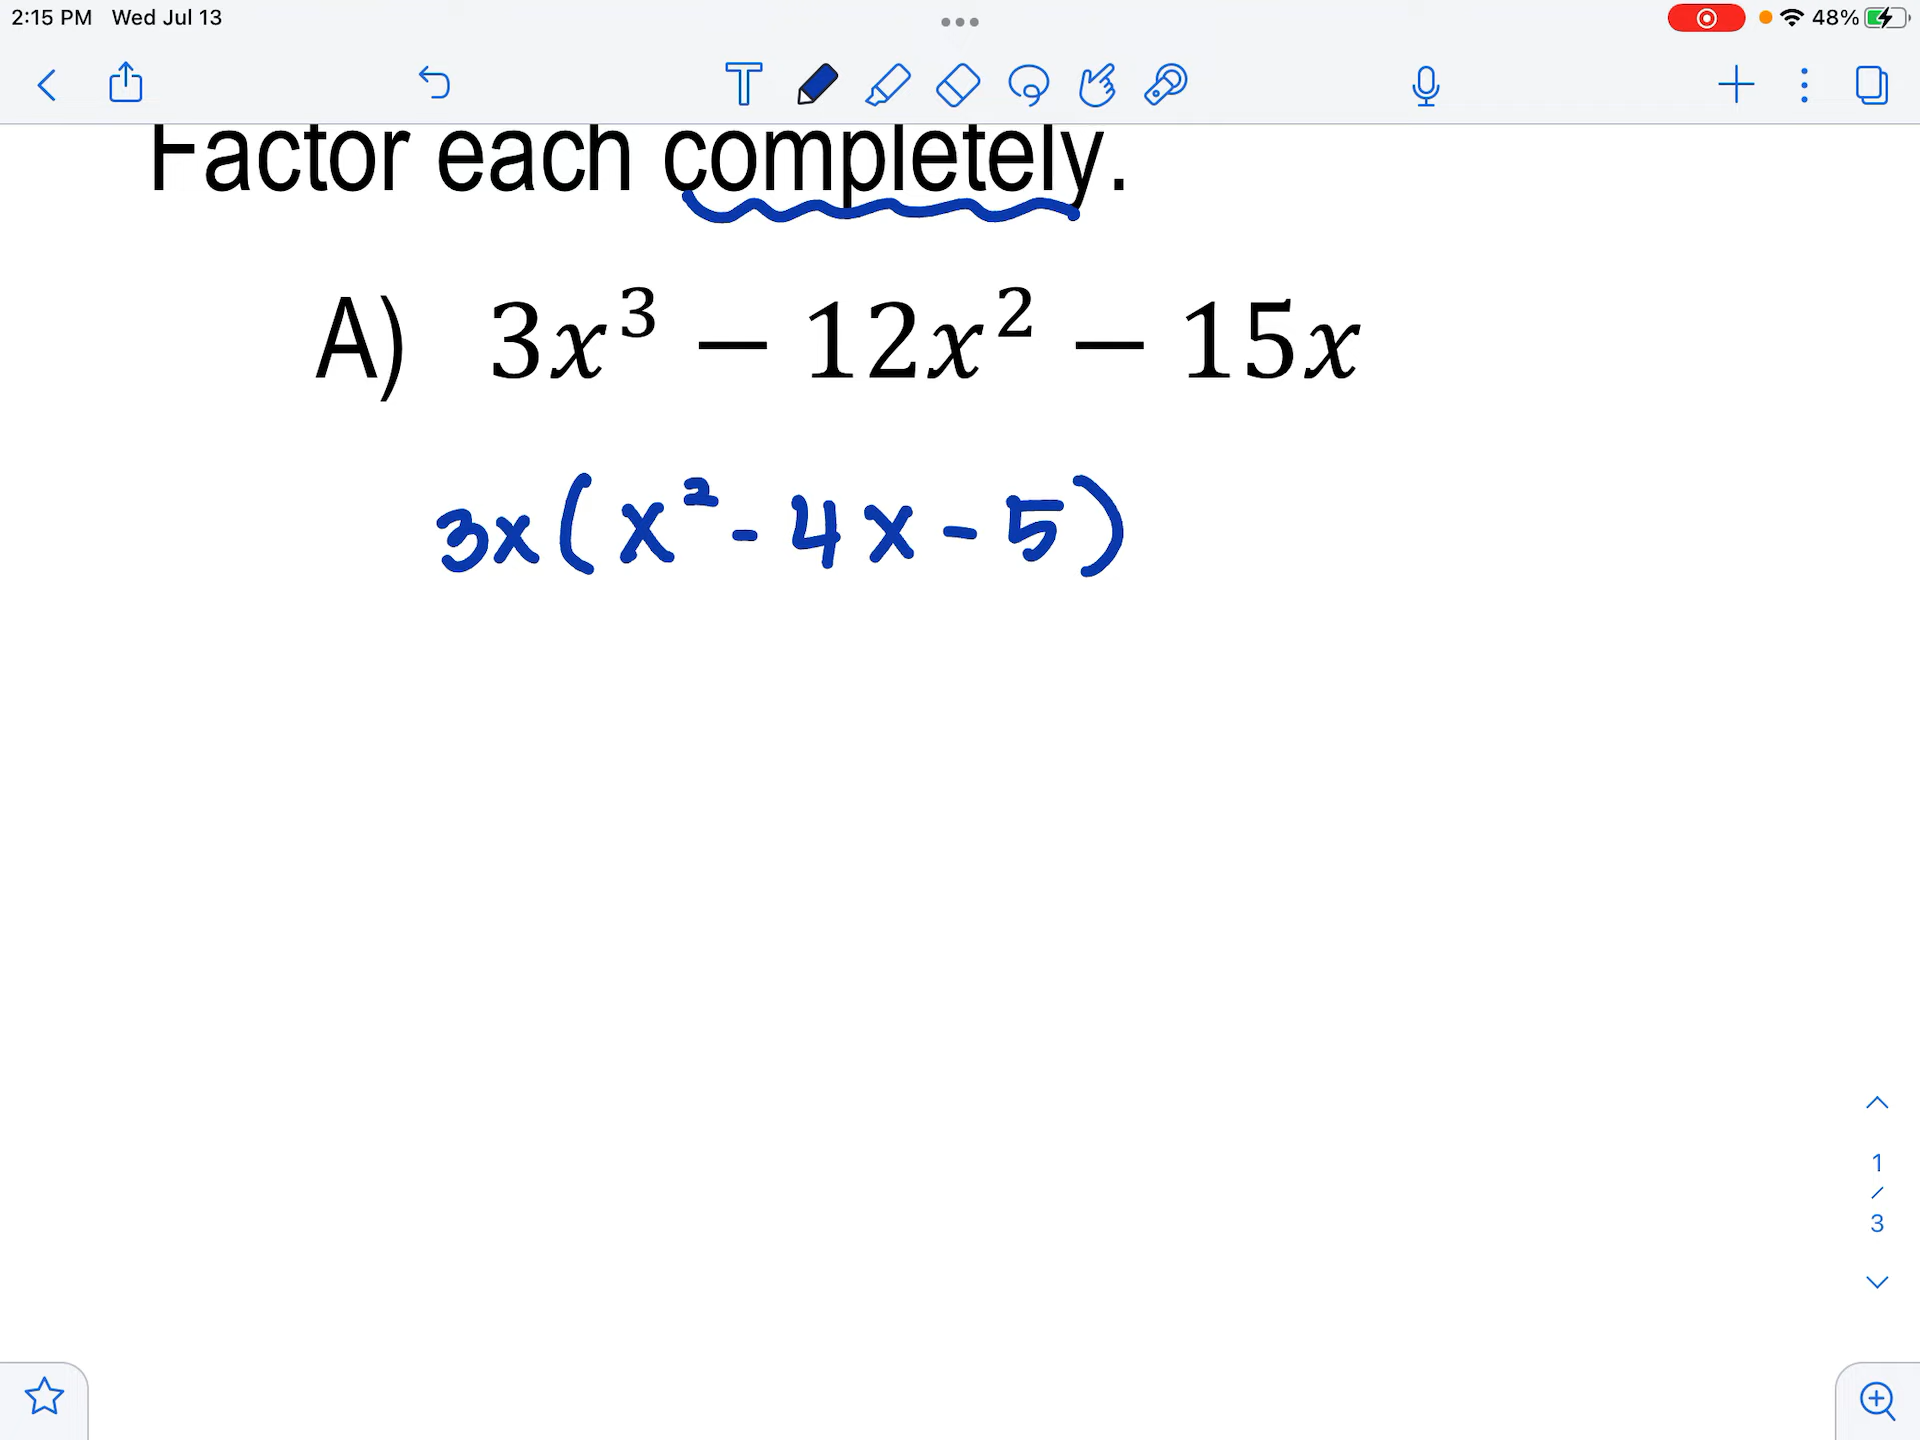 2:15 PM Wed Jul 13
48%
Factor each completely.
A) 3x³ − 12x² − 15x
3x(x² - 4x - 5)
1
/
3